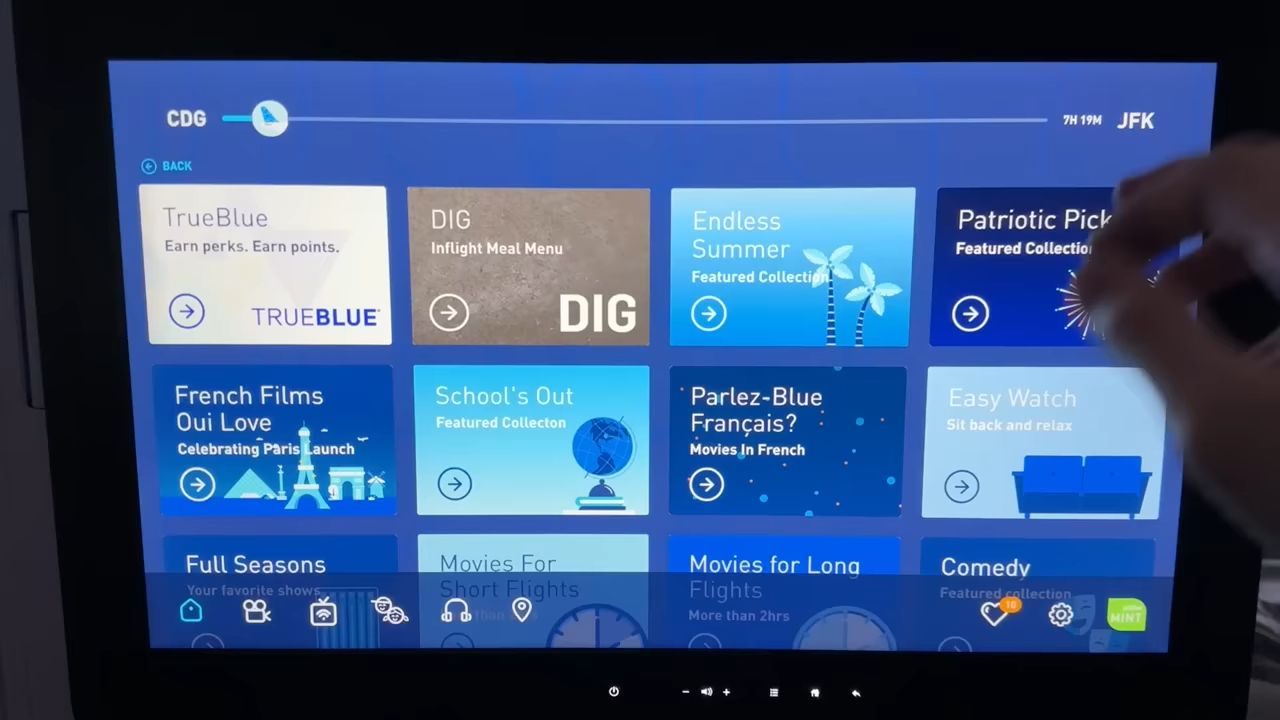 CDG
7H 19M JFK
BACK
TrueBlue
Earn perks. Earn points.
TRUEBLUE
DIG
Inflight Meal Menu
DIG
Endless
Summer
Featured Collection
Patriotic Pick
Featured Collection
French Films
Oui Love
Celebrating Paris Launch
School's Out
Featured Collecton
Parlez-Blue
Français?
Movies In French
Easy Watch
Sit back and relax
Full Seasons
Your favorite shows
Movies For
Short Flights
than 2hrs
Movies for Long
Flights
More than 2hrs
Comedy
Featured collection
10
MINT